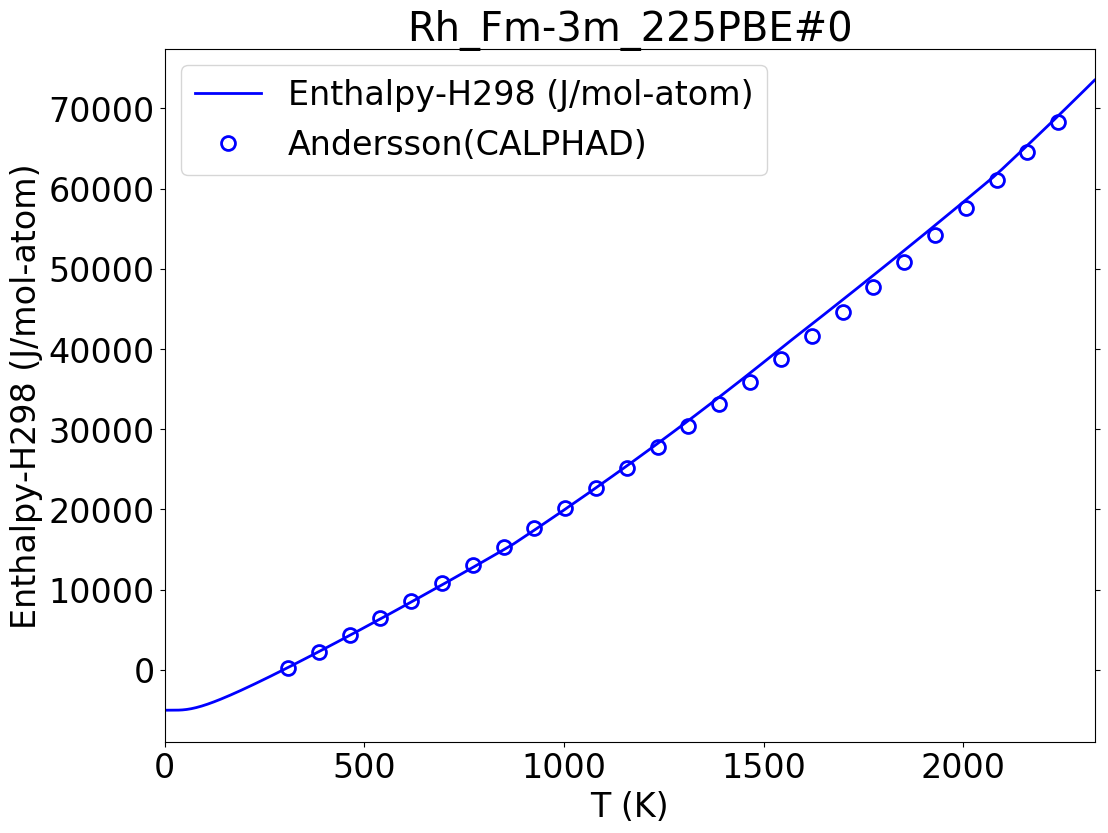 Rh_Fm-3m_225PBE#0
Enthalpy-H298 (J/mol-atom)
Andersson(CALPHAD)
Enthalpy-H298 (J/mol-atom)
70000
60000
50000
40000
30000
20000
10000
0
0 500 1000 1500 2000
T (K)